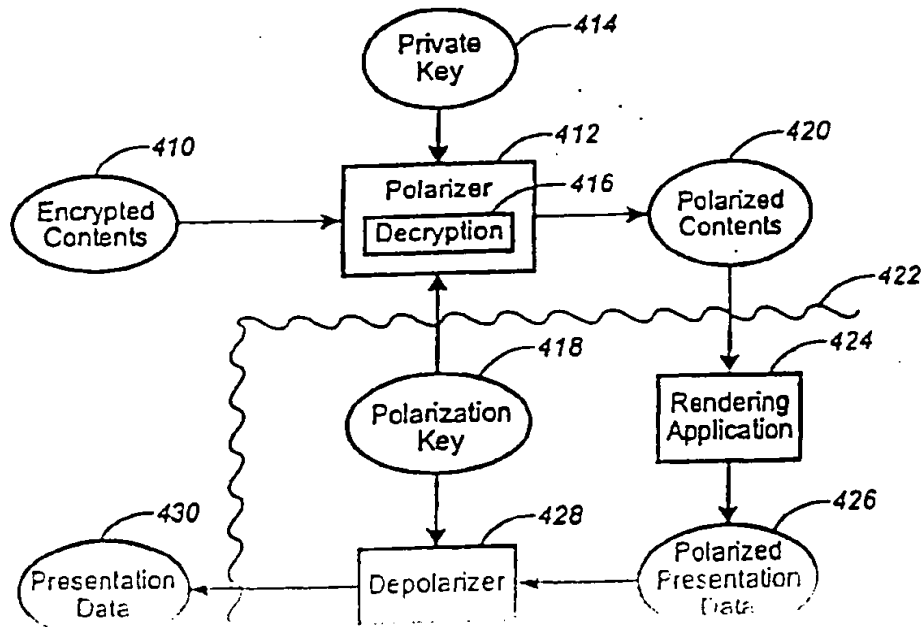 414
Private
Key
412
420
410
Polarizer
416
Decryption
Encrypted
Contents
Polarized
Contents
422
418
424
Polarization
Key
Rendering
Application
430
428
426
Presentation
Data
Depolarizer
Polarized
Presentation
Data